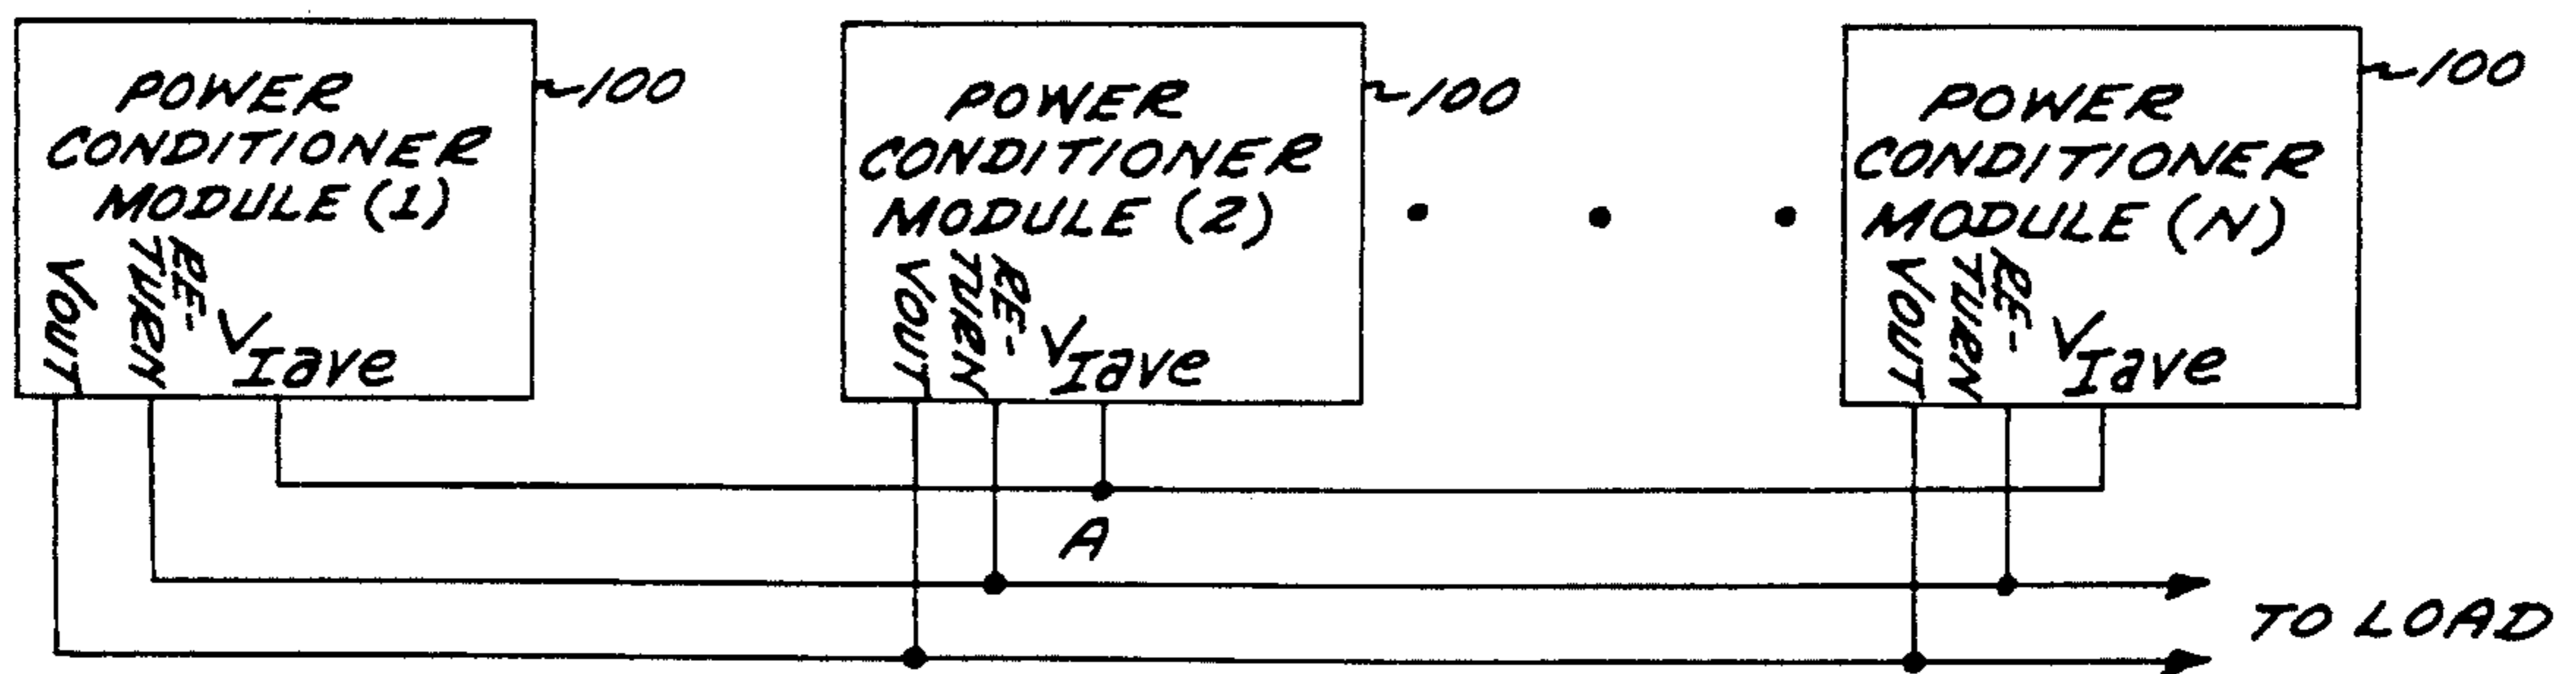 POWER
CONDITIONER
MODULE (1)
VOUT
RE-
TURN
VIave
~100
POWER
CONDITIONER
MODULE (2)
VOUT
RE-
TURN
VIave
~100
POWER
CONDITIONER
MODULE (N)
VOUT
RE-
TURN
VIave
~100
A
TO LOAD